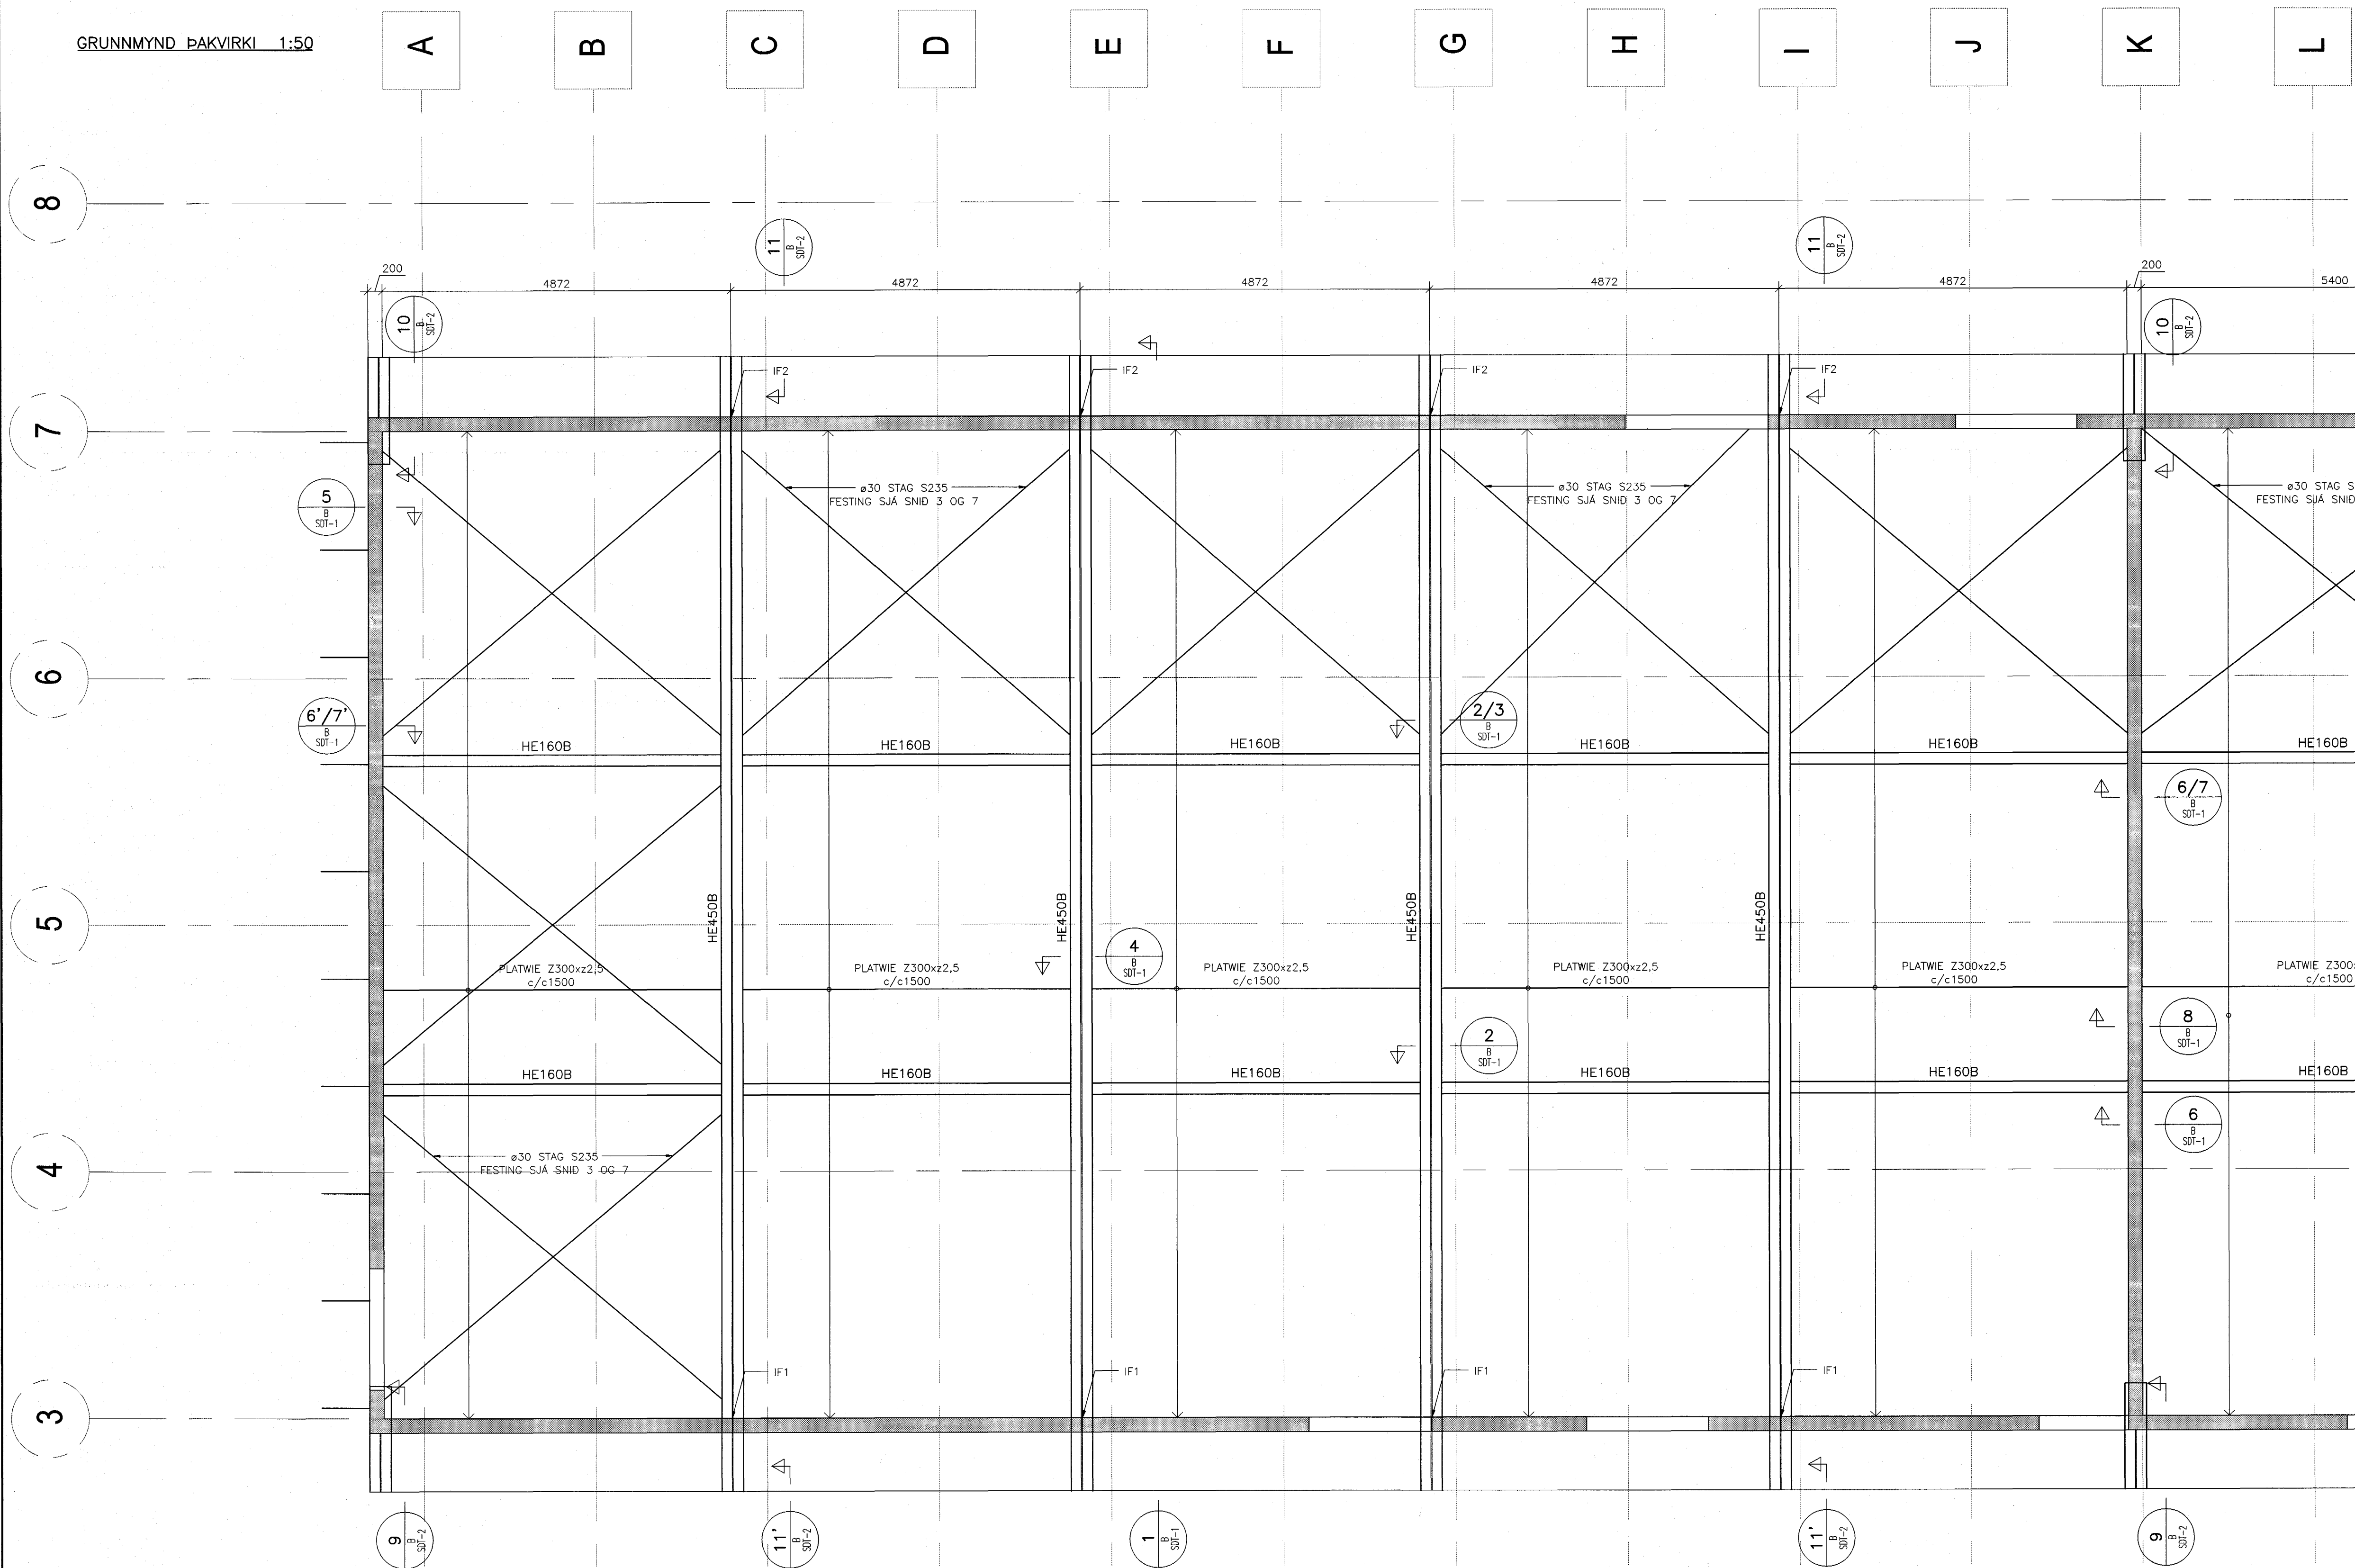 GRUNNMYND ÞAKVIRKI 1:50
A
B
C
D
E
F
G
H
I
J
K
L
8
11
B
SDT-2
11
B
SDT-2
200
4872
4872
4872
4872
4872
200
5400
10
B
SDT-2
10
B
SDT-2
IF2
IF2
IF2
IF2
7
5
B
SDT-1
ø30 STAG S235
FESTING SJÁ SNIÐ 3 OG 7
ø30 STAG S235
FESTING SJÁ SNIÐ 3 OG 7
ø30 STAG S
FESTING SJÁ SNIÐ
6
6'/7'
B
SDT-1
2/3
B
SDT-1
HE160B
HE160B
HE160B
HE160B
HE160B
HE160B
6/7
B
SDT-1
5
HE450B
HE450B
HE450B
HE450B
4
B
SDT-1
PLATWIE Z300xz2,5
c/c1500
PLATWIE Z300xz2,5
c/c1500
PLATWIE Z300xz2,5
c/c1500
PLATWIE Z300xz2,5
c/c1500
PLATWIE Z300xz2,5
c/c1500
PLATWIE Z300
c/c1500
2
B
SDT-1
8
B
SDT-1
HE160B
HE160B
HE160B
HE160B
HE160B
HE160B
6
B
SDT-1
4
ø30 STAG S235
FESTING SJÁ SNIÐ 3 OG 7
IF1
IF1
IF1
IF1
3
9
B
SDT-2
11'
B
SDT-2
1
B
SDT-1
11'
B
SDT-2
9
B
SDT-2